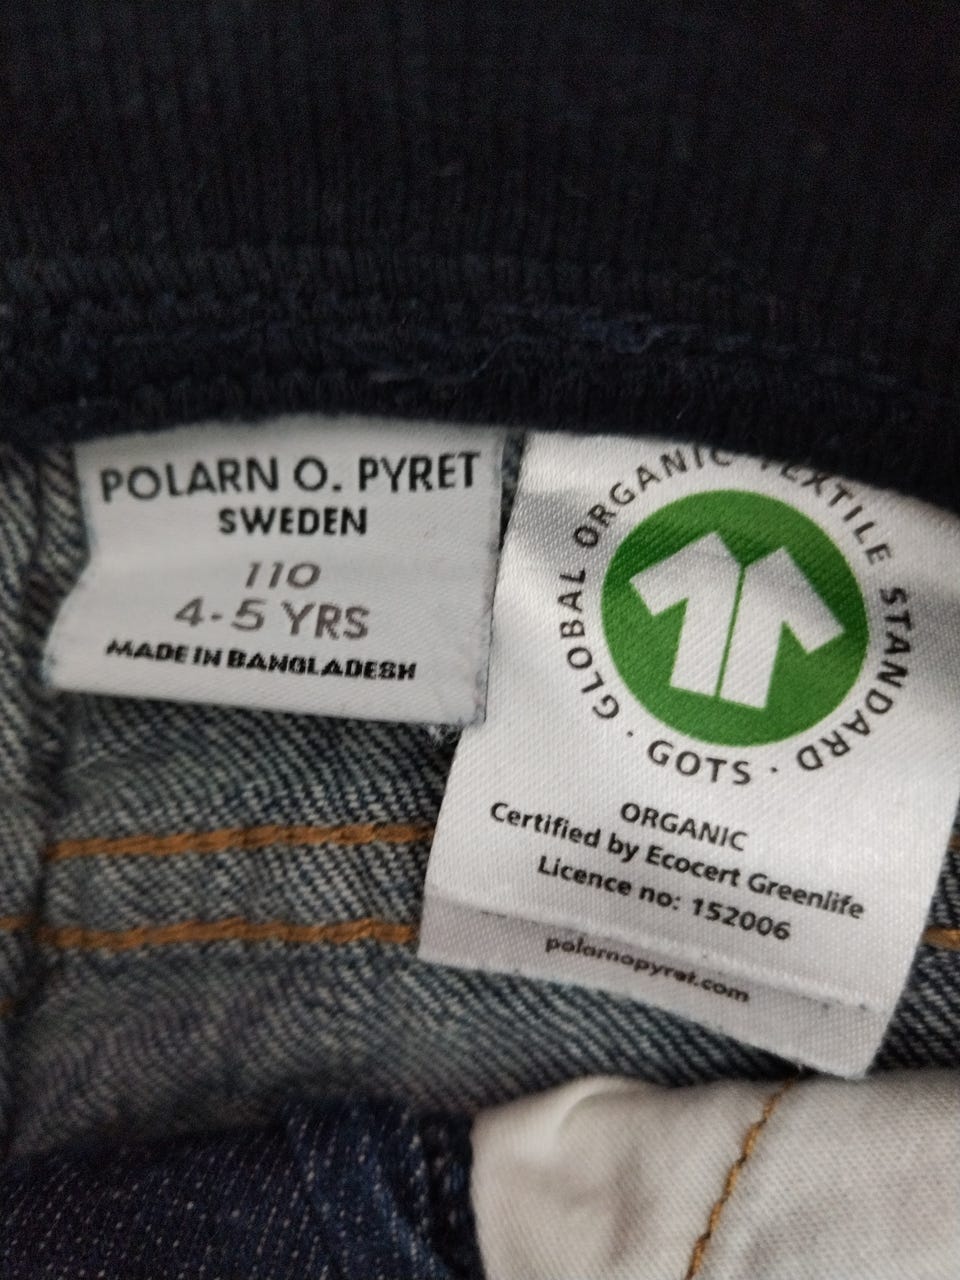 POLARN O. PYRET
SWEDEN
110
4-5 YRS
MADE IN BANGLADESH
GLOBAL ORGANIC TEXTILE STANDARD · GOTS ·
ORGANIC
Certified by Ecocert Greenlife
Licence no: 152006
polarnopyret.com